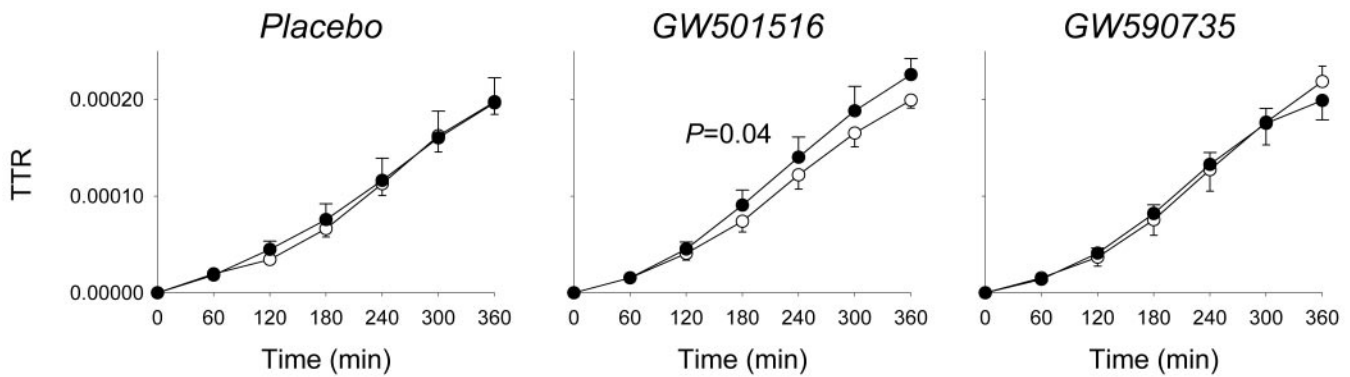 Placebo GW501516 GW590735
TTR
0.00020
0.00010
0.00000
P=0.04
0 60 120 180 240 300 360 0 60 120 180 240 300 360 0 60 120 180 240 300 360
Time (min) Time (min) Time (min)